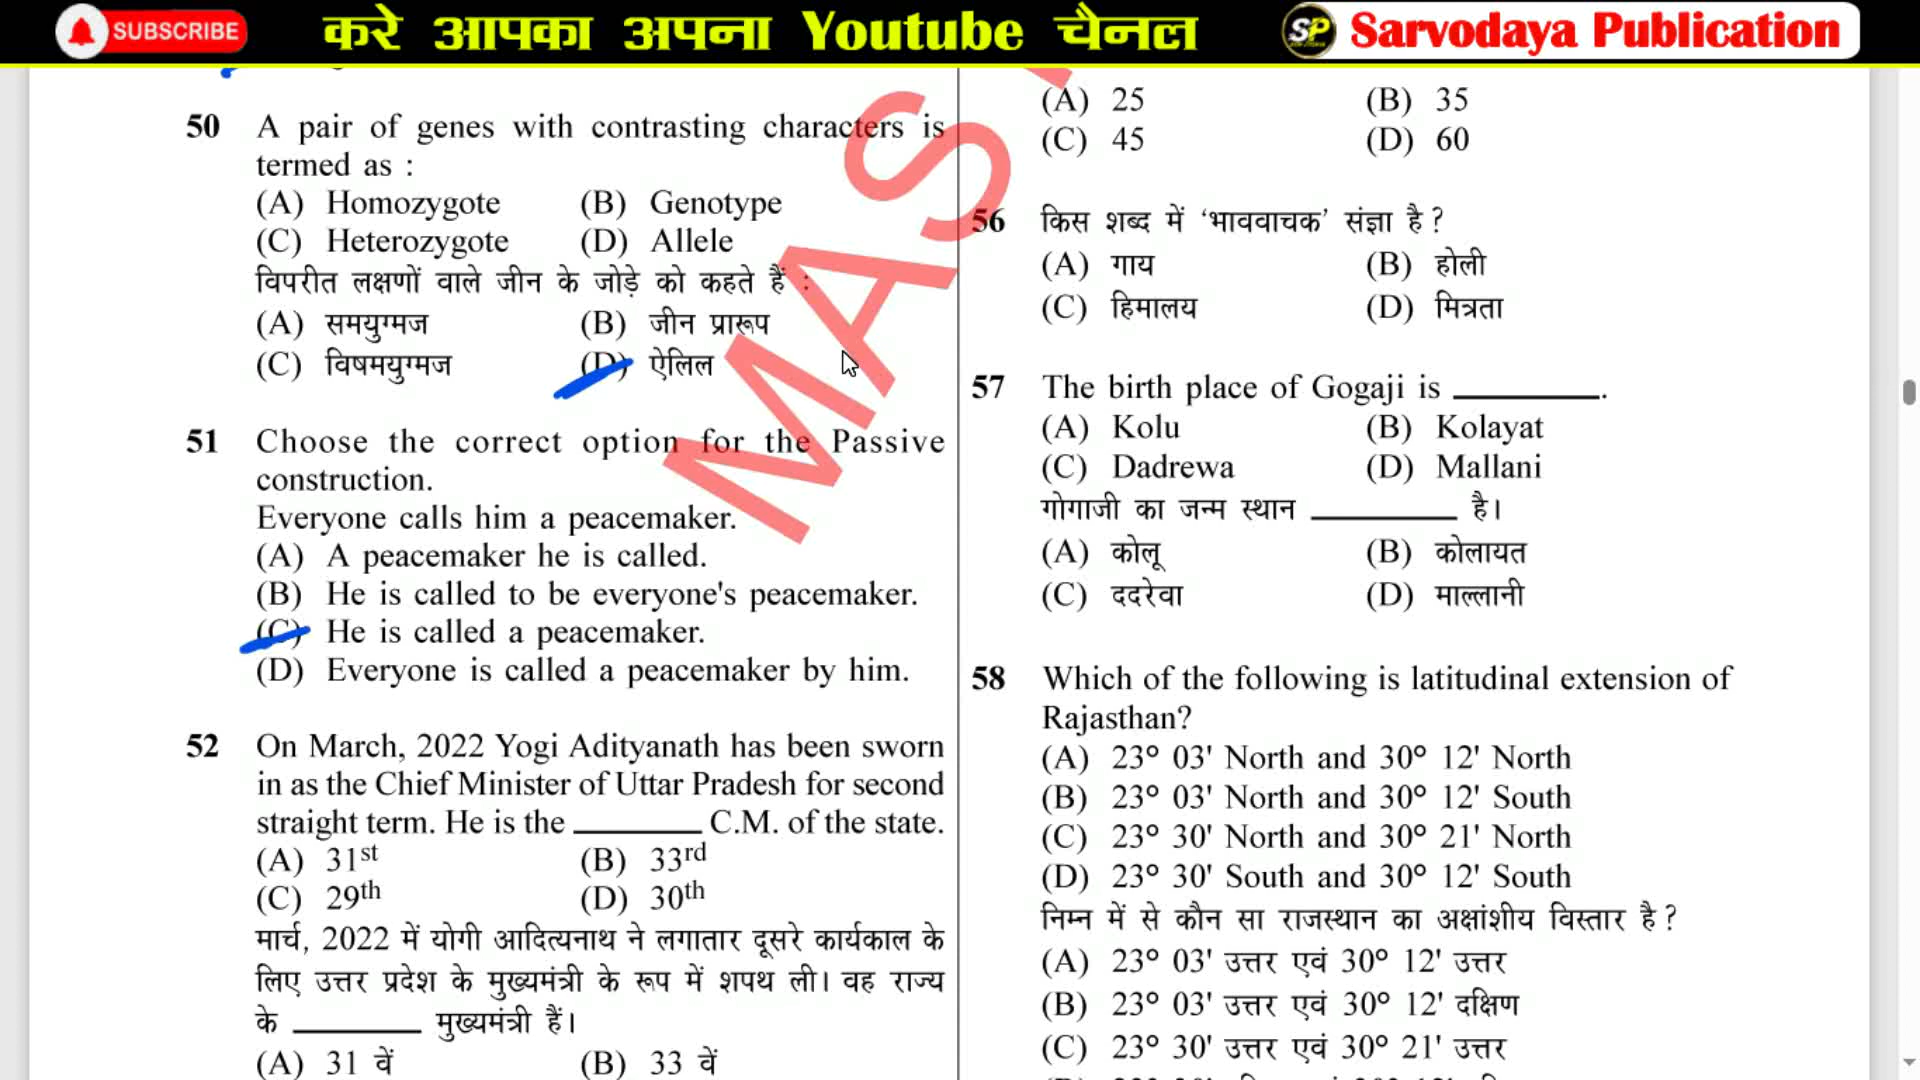 SUBSCRIBE
करे आपका अपना Youtube चैनल
SP
Sarvodaya Publication
50 A pair of genes with contrasting characters is
termed as :
(A) Homozygote (B) Genotype
(C) Heterozygote (D) Allele
विपरीत लक्षणों वाले जीन के जोड़े को कहते हैं :
(A) समयुग्मज (B) जीन प्रारूप
(C) विषमयुग्मज (D) ऐलिल
51 Choose the correct option for the Passive
construction.
Everyone calls him a peacemaker.
(A) A peacemaker he is called.
(B) He is called to be everyone's peacemaker.
(C) He is called a peacemaker.
(D) Everyone is called a peacemaker by him.
52 On March, 2022 Yogi Adityanath has been sworn
in as the Chief Minister of Uttar Pradesh for second
straight term. He is the ________ C.M. of the state.
(A) 31st (B) 33rd
(C) 29th (D) 30th
मार्च, 2022 में योगी आदित्यनाथ ने लगातार दूसरे कार्यकाल के
लिए उत्तर प्रदेश के मुख्यमंत्री के रूप में शपथ ली। वह राज्य
के ________ मुख्यमंत्री हैं।
(A) 31 वें (B) 33 वें
(A) 25 (B) 35
(C) 45 (D) 60
56 किस शब्द में 'भाववाचक' संज्ञा है ?
(A) गाय (B) होली
(C) हिमालय (D) मित्रता
57 The birth place of Gogaji is _________.
(A) Kolu (B) Kolayat
(C) Dadrewa (D) Mallani
गोगाजी का जन्म स्थान _________ है।
(A) कोलू (B) कोलायत
(C) ददरेवा (D) माल्लानी
58 Which of the following is latitudinal extension of
Rajasthan?
(A) 23° 03' North and 30° 12' North
(B) 23° 03' North and 30° 12' South
(C) 23° 30' North and 30° 21' North
(D) 23° 30' South and 30° 12' South
निम्न में से कौन सा राजस्थान का अक्षांशीय विस्तार है ?
(A) 23° 03' उत्तर एवं 30° 12' उत्तर
(B) 23° 03' उत्तर एवं 30° 12' दक्षिण
(C) 23° 30' उत्तर एवं 30° 21' उत्तर
MAS